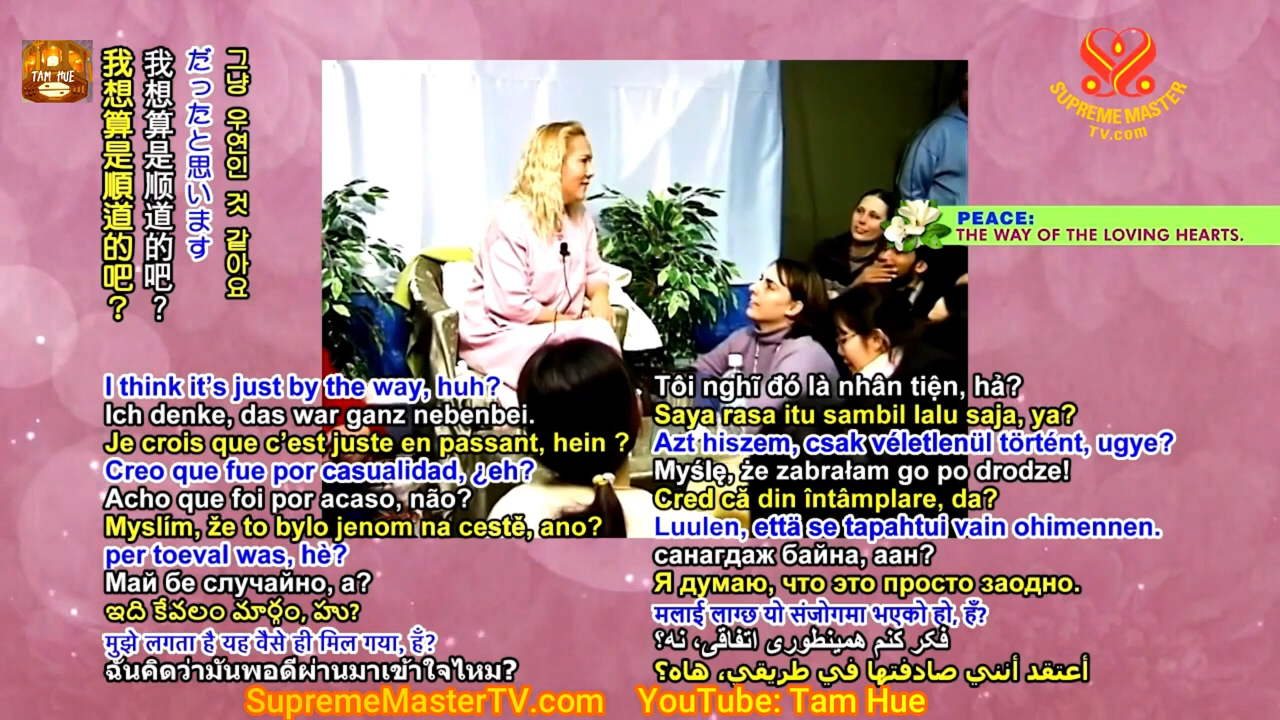 TAM HUE
我想算是順道的吧？
我想算是顺道的吧？
だったと思います
그냥 우연인 것 같아요
SUPREME MASTER
TV.com
PEACE:
THE WAY OF THE LOVING HEARTS.
I think it's just by the way, huh?
Ich denke, das war ganz nebenbei.
Je crois que c'est juste en passant, hein ?
Creo que fue por casualidad, ¿eh?
Acho que foi por acaso, não?
Myslím, že to bylo jenom na cestě, ano?
per toeval was, hè?
Май бе случайно, а?
ఇది కేవలం మార్గం, హు?
मुझे लगता है यह वैसे ही मिल गया, हँ?
ฉันคิดว่ามันพอดีผ่านมาเข้าใจไหม?
Tôi nghĩ đó là nhân tiện, hả?
Saya rasa itu sambil lalu saja, ya?
Azt hiszem, csak véletlenül történt, ugye?
Myślę, że zabrałam go po drodze!
Cred că din întâmplare, da?
Luulen, että se tapahtui vain ohimennen.
санагдаж байна, аан?
Я думаю, что это просто заодно.
मलाई लाग्छ यो संजोगमा भएको हो, हँ?
فکر کنم همینطوری اتفاقی، نه؟
أعتقد أنني صادفتها في طريقي، هاه؟
SupremeMasterTV.com YouTube: Tam Hue